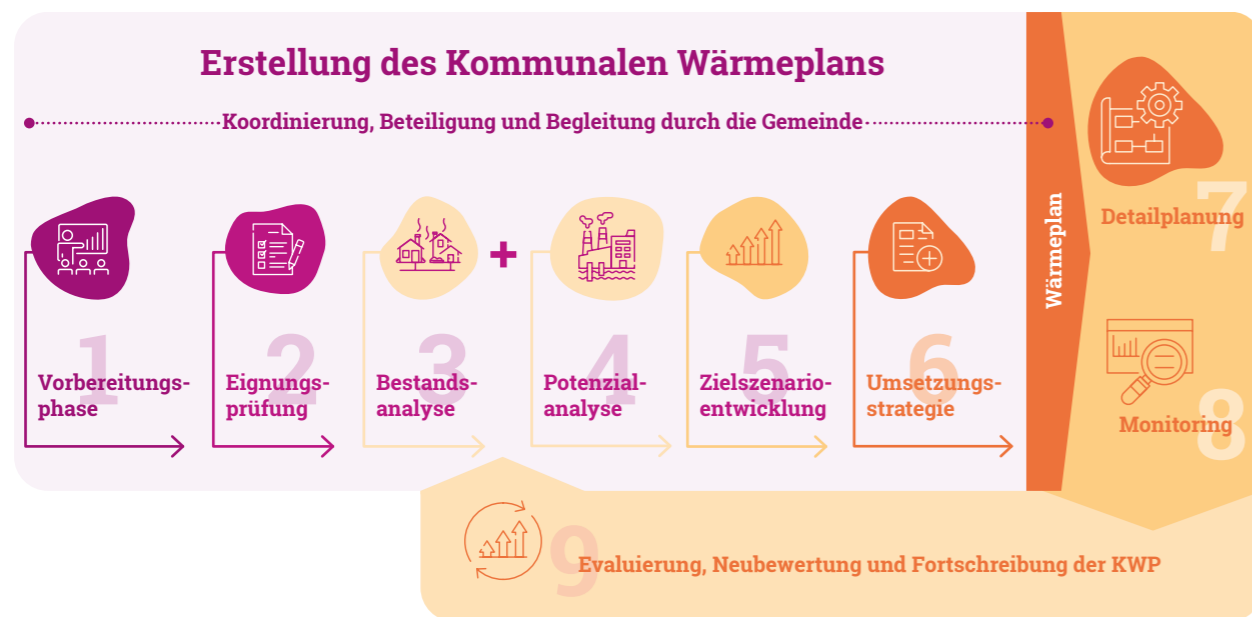 Erstellung des Kommunalen Wärmeplans
Koordinierung, Beteiligung und Begleitung durch die Gemeinde
1
Vorbereitungs-
phase
2
Eignungs-
prüfung
3
Bestands-
analyse
+
4
Potenzial-
analyse
5
Zielszenario-
entwicklung
6
Umsetzungs-
strategie
Wärmeplan
7
Detailplanung
8
Monitoring
9
Evaluierung, Neubewertung und Fortschreibung der KWP